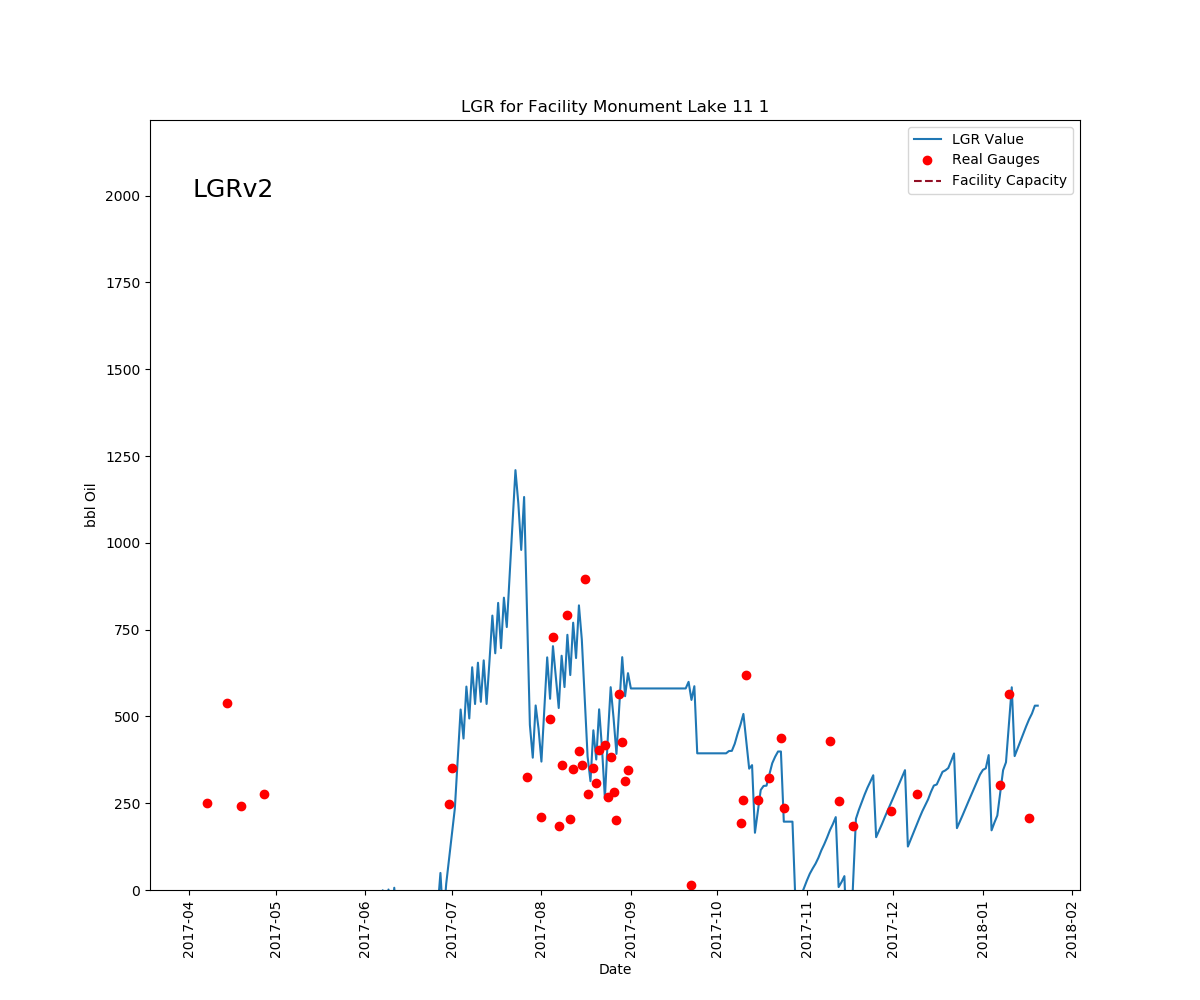 LGR for Facility Monument Lake 11 1
LGRv2
LGR Value
Real Gauges
Facility Capacity
bbl Oil
2000
1750
1500
1250
1000
750
500
250
0
2017-04
2017-05
2017-06
2017-07
2017-08
2017-09
2017-10
2017-11
2017-12
2018-01
2018-02
Date